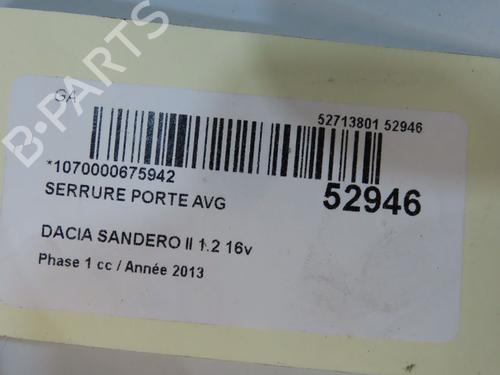 B-PARTS
GA
52713801 52946
*1070000675942
SERRURE PORTE AVG
52946
DACIA SANDERO II 1.2 16v
Phase 1 cc / Année 2013